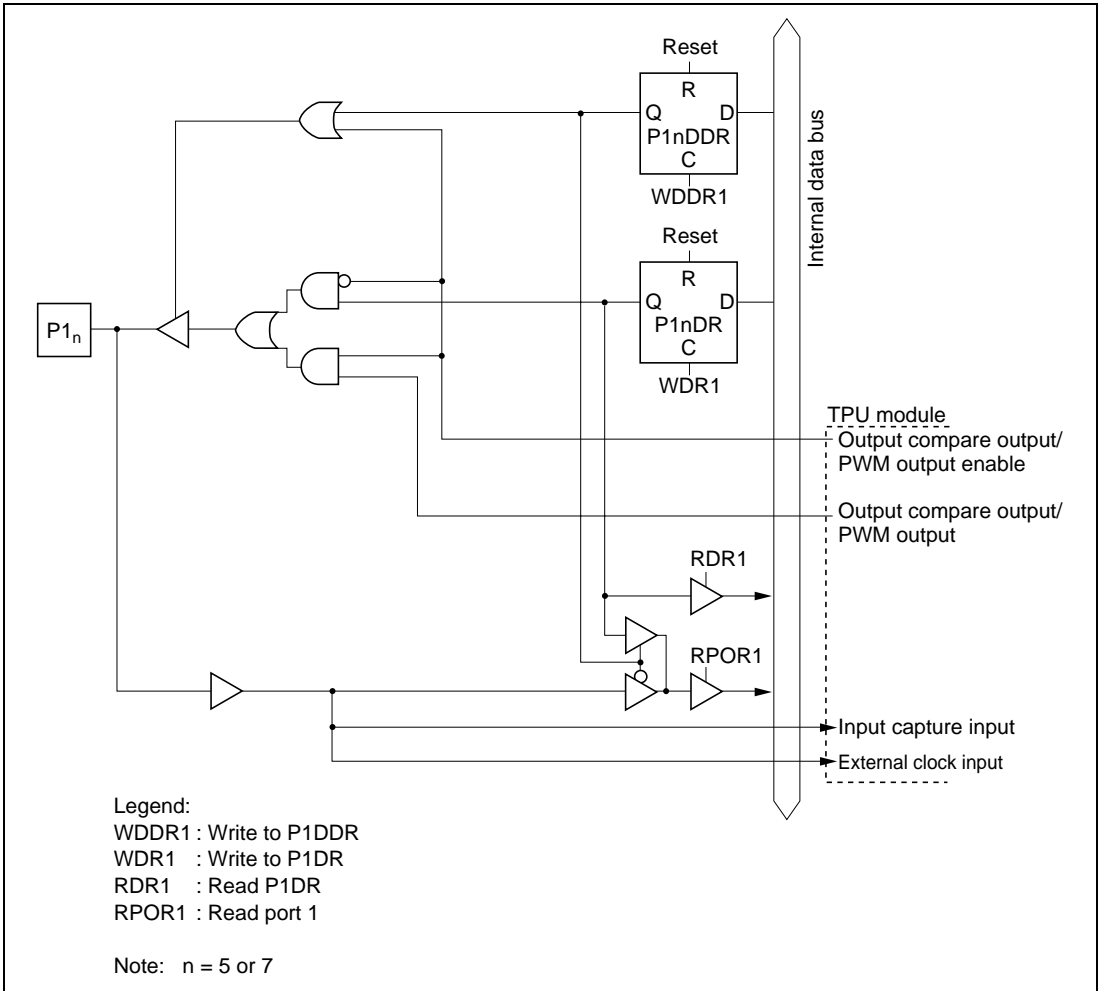 Reset
R
Q D
P1nDDR
C
WDDR1
Internal data bus
Reset
R
Q D
P1nDR
C
WDR1
P1n
TPU module
Output compare output/
PWM output enable
Output compare output/
PWM output
RDR1
RPOR1
Input capture input
External clock input
Legend:
WDDR1 : Write to P1DDR
WDR1 : Write to P1DR
RDR1 : Read P1DR
RPOR1 : Read port 1
Note: n = 5 or 7